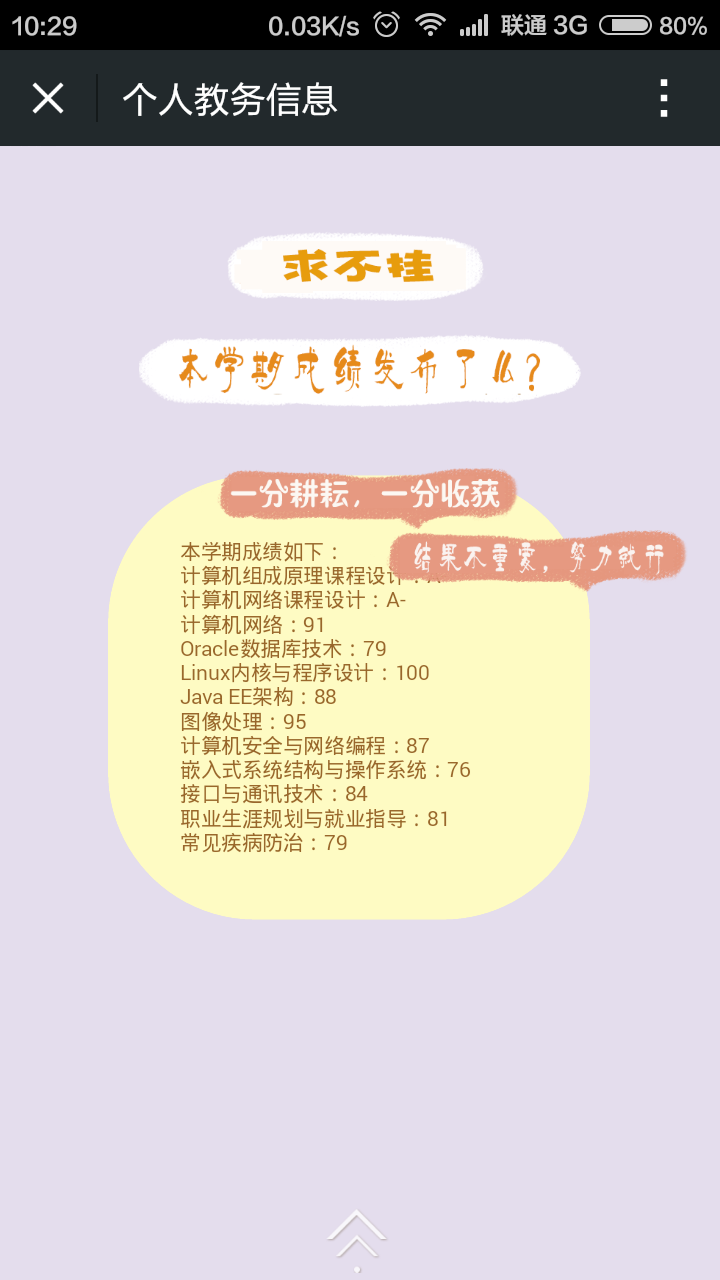 10:29
0.03K/s
联通 3G
80%
个人教务信息
求不挂
本学期成绩发布了么?
一分耕耘，一分收获
结果不重要，努力就行
本学期成绩如下：
计算机组成原理课程设计：A-
计算机网络课程设计：A-
计算机网络：91
Oracle数据库技术：79
Linux内核与程序设计：100
Java EE架构：88
图像处理：95
计算机安全与网络编程：87
嵌入式系统结构与操作系统：76
接口与通讯技术：84
职业生涯规划与就业指导：81
常见疾病防治：79